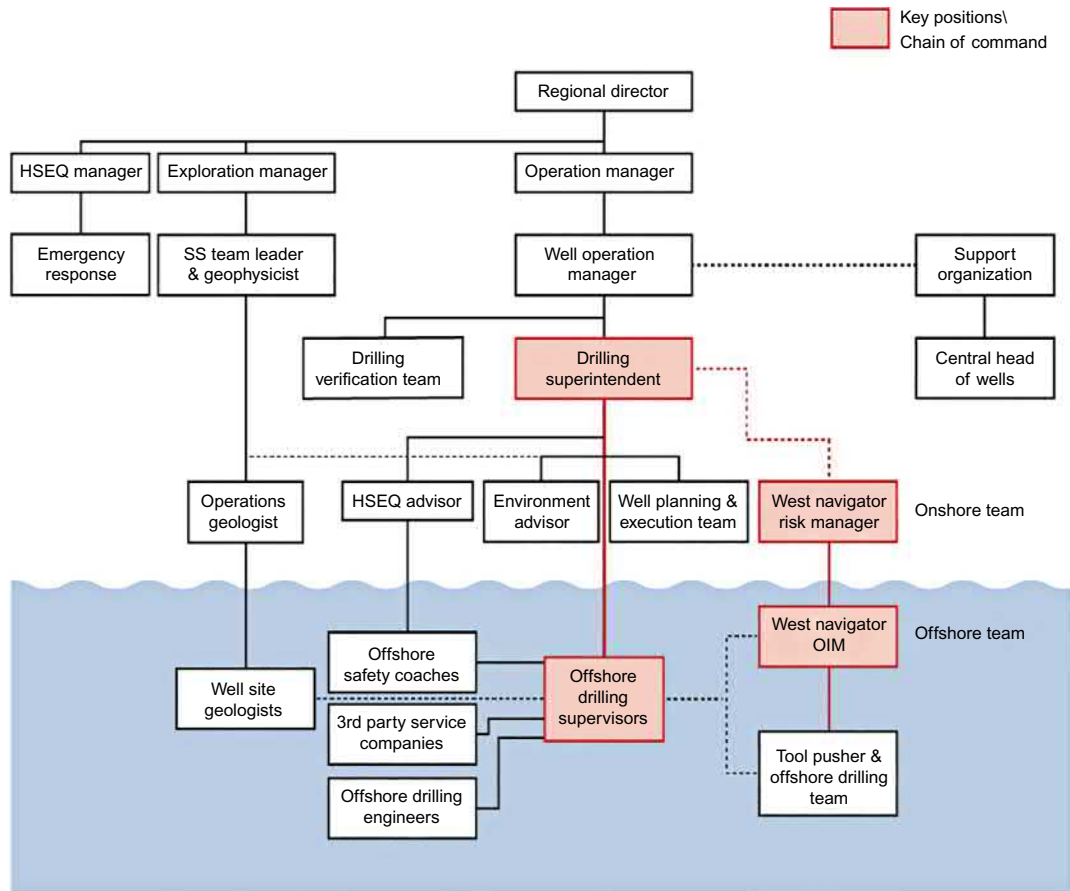 Key positions\
Chain of command
Regional director
HSEQ manager
Exploration manager
Operation manager
Emergency
response
SS team leader
& geophysicist
Well operation
manager
Support
organization
Drilling
verification team
Drilling
superintendent
Central head
of wells
Operations
geologist
HSEQ advisor
Environment
advisor
Well planning &
execution team
West navigator
risk manager
Onshore team
West navigator
OIM
Offshore team
Offshore
safety coaches
Well site
geologists
Offshore
drilling
supervisors
3rd party service
companies
Tool pusher &
offshore drilling
team
Offshore drilling
engineers